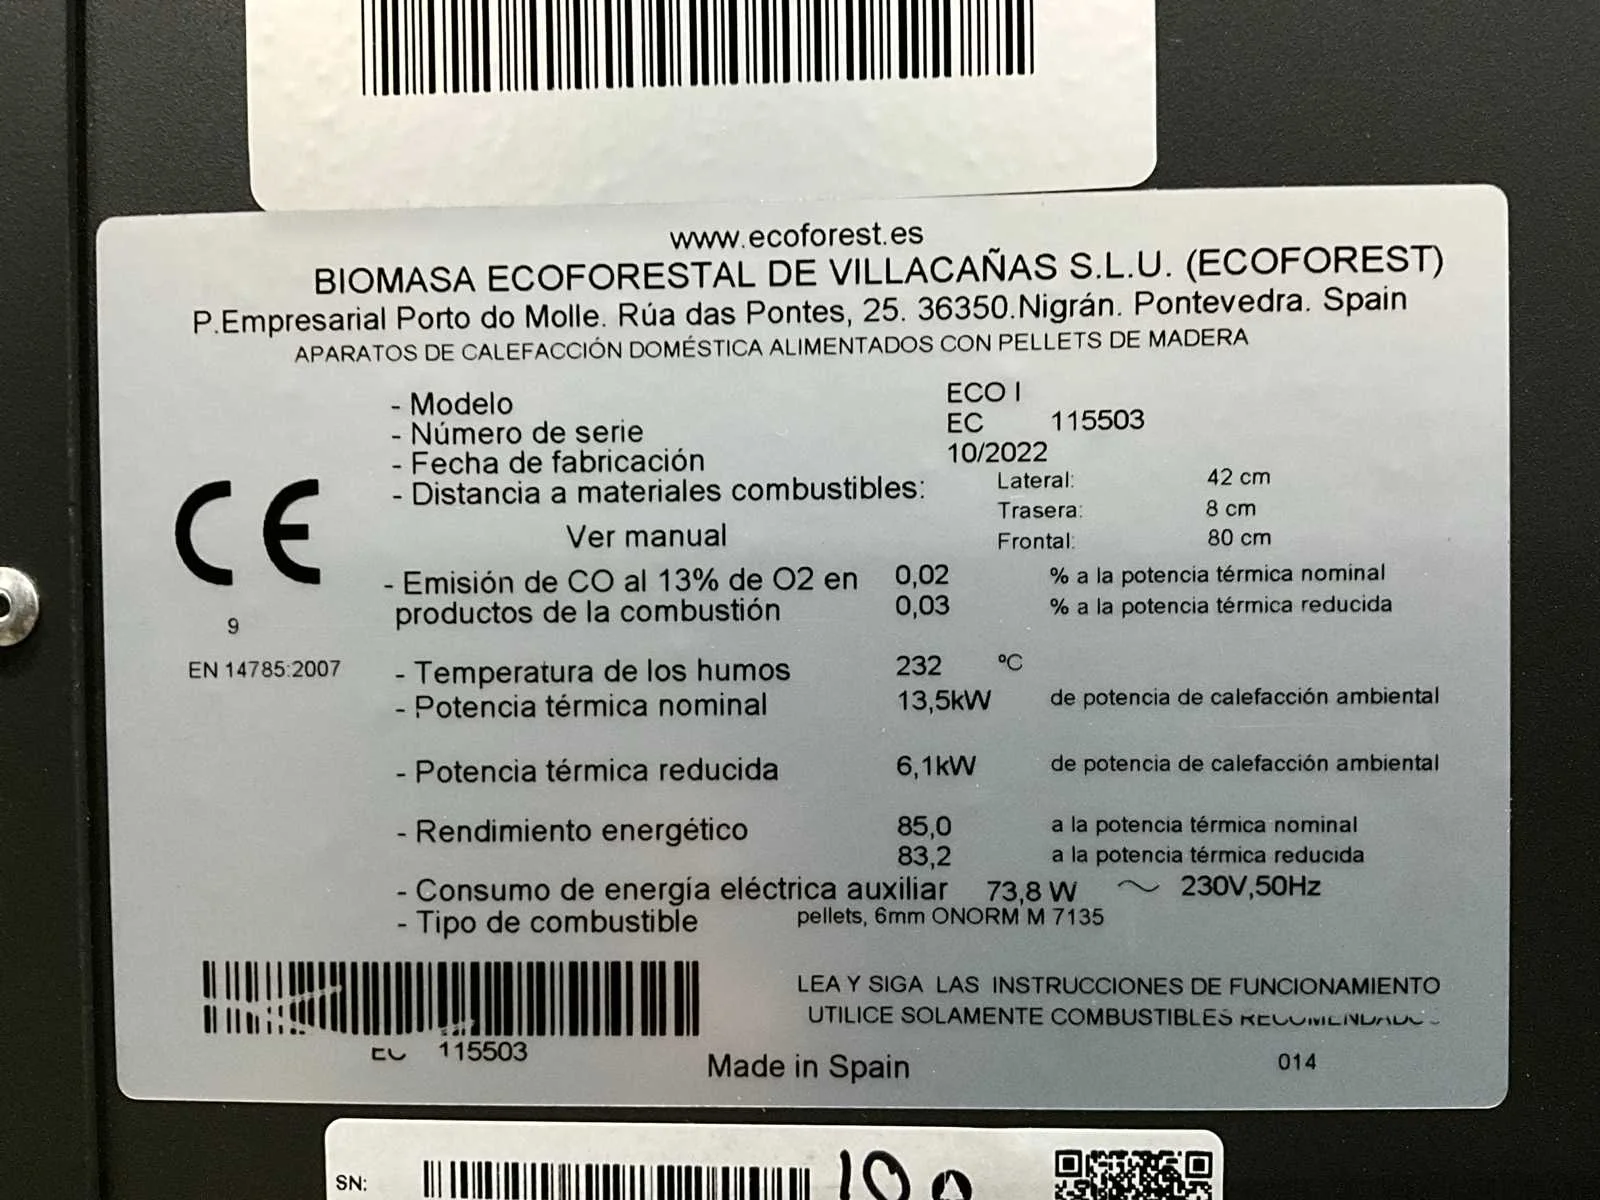 www.ecoforest.es
BIOMASA ECOFORESTAL DE VILLACAÑAS S.L.U. (ECOFOREST)
P.Empresarial Porto do Molle. Rúa das Pontes, 25. 36350.Nigrán. Pontevedra. Spain
APARATOS DE CALEFACCIÓN DOMÉSTICA ALIMENTADOS CON PELLETS DE MADERA
- Modelo ECO I
- Número de serie EC 115503
- Fecha de fabricación 10/2022
- Distancia a materiales combustibles: Lateral: 42 cm
Trasera: 8 cm
Ver manual Frontal: 80 cm
CE
- Emisión de CO al 13% de O2 en 0,02 % a la potencia térmica nominal
productos de la combustión 0,03 % a la potencia térmica reducida
9
EN 14785:2007
- Temperatura de los humos 232 ºC
- Potencia térmica nominal 13,5kW de potencia de calefacción ambiental
- Potencia térmica reducida 6,1kW de potencia de calefacción ambiental
- Rendimiento energético 85,0 a la potencia térmica nominal
83,2 a la potencia térmica reducida
- Consumo de energía eléctrica auxiliar 73,8 W ~ 230V,50Hz
- Tipo de combustible pellets, 6mm ONORM M 7135
LEA Y SIGA LAS INSTRUCCIONES DE FUNCIONAMIENTO
UTILICE SOLAMENTE COMBUSTIBLES
EC 115503
Made in Spain
014
SN: